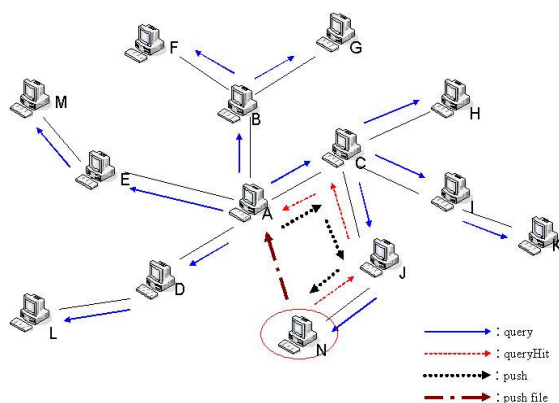 F
G
M
B
H
C
E
A
I
K
J
D
L
N
: query
: queryHit
: push
: push file